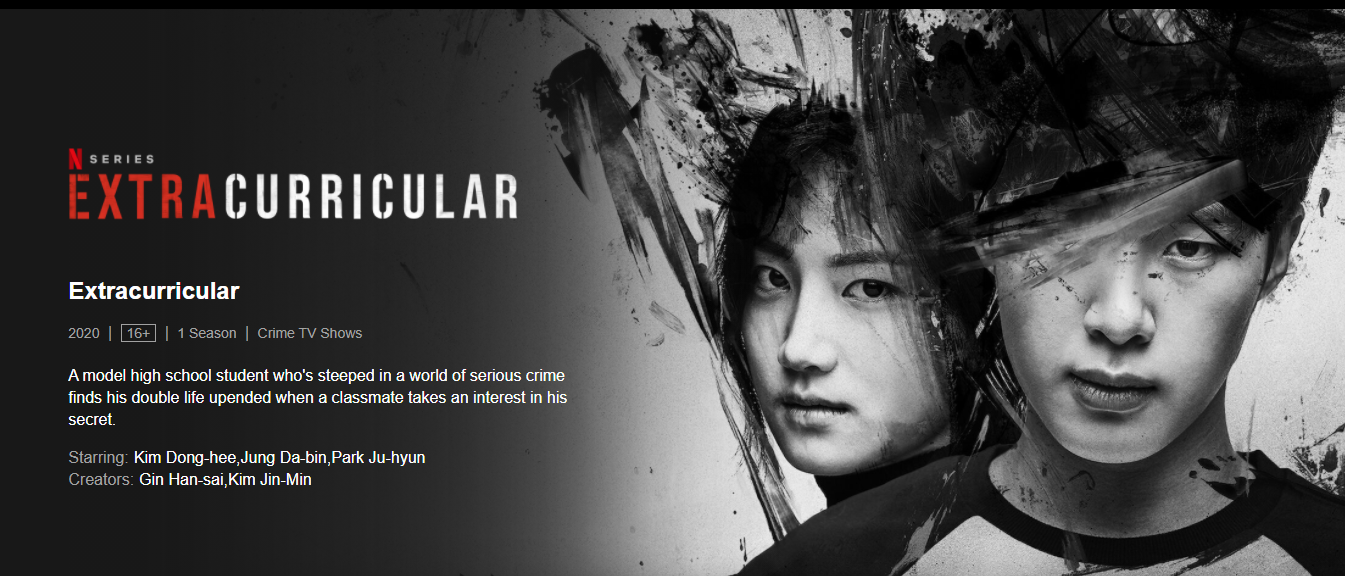 N SERIES
EXTRACURRICULAR
Extracurricular
2020 | 16+ | 1 Season | Crime TV Shows
A model high school student who's steeped in a world of serious crime
finds his double life upended when a classmate takes an interest in his
secret.
Starring: Kim Dong-hee,Jung Da-bin,Park Ju-hyun
Creators: Gin Han-sai,Kim Jin-Min